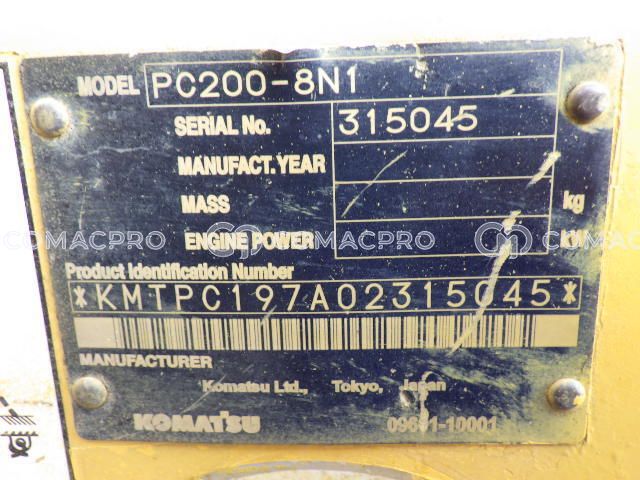 MODEL PC200-8N1
SERIAL No. 315045
MANUFACT. YEAR
MASS kg
ENGINE POWER kW
COMACPRO COMACPRO COMACPRO
Product Identification Number
*KMTPC197A02315045*
MANUFACTURER
Komatsu Ltd., Tokyo, Japan
KOMATSU